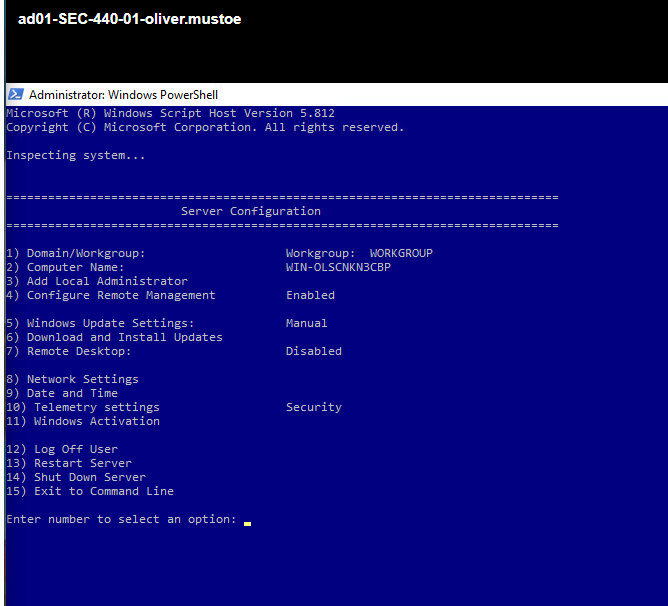 ad01-SEC-440-01-oliver.mustoe
Administrator: Windows PowerShell
Microsoft (R) Windows Script Host Version 5.812
Copyright (C) Microsoft Corporation. All rights reserved.
Inspecting system...
===============================================================================
Server Configuration
===============================================================================
1) Domain/Workgroup: Workgroup: WORKGROUP
2) Computer Name: WIN-OLSCNKN3CBP
3) Add Local Administrator
4) Configure Remote Management Enabled
5) Windows Update Settings: Manual
6) Download and Install Updates
7) Remote Desktop: Disabled
8) Network Settings
9) Date and Time
10) Telemetry settings Security
11) Windows Activation
12) Log Off User
13) Restart Server
14) Shut Down Server
15) Exit to Command Line
Enter number to select an option: